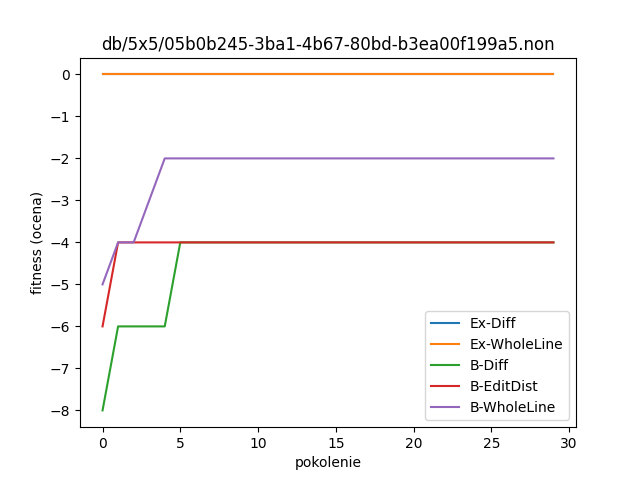 db/5x5/05b0b245-3ba1-4b67-80bd-b3ea00f199a5.non
0
−1
−2
−3
−4
−5
−6
−7
−8
fitness (ocena)
Ex-Diff
Ex-WholeLine
B-Diff
B-EditDist
B-WholeLine
0 5 10 15 20 25 30
pokolenie